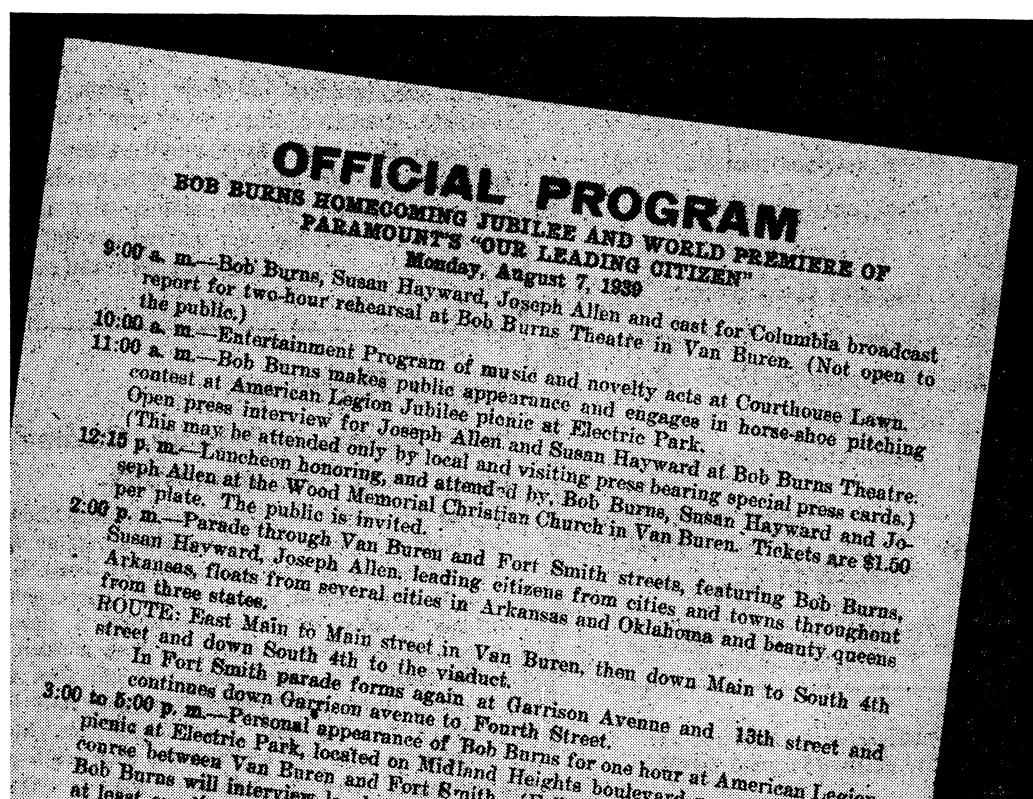 OFFICIAL PROGRAM
BOB BURNS HOMECOMING JUBILEE AND WORLD PREMIERE OF
PARAMOUNT'S "OUR LEADING CITIZEN"
Monday, August 7, 1939
9:00 a. m.—Bob Burns, Susan Hayward, Joseph Allen and cast for Columbia broadcast
report for two-hour rehearsal at Bob Burns Theatre in Van Buren. (Not open to
the public.)
10:00 a. m.—Entertainment Program of music and novelty acts at Courthouse Lawn.
11:00 a. m.—Bob Burns makes public appearance and engages in horse-shoe pitching
contest at American Legion Jubilee picnic at Electric Park.
Open press interview for Joseph Allen and Susan Hayward at Bob Burns Theatre.
(This may be attended only by local and visiting press bearing special press cards.)
12:15 p. m.—Luncheon honoring, and attended by, Bob Burns, Susan Hayward and Jo-
seph Allen at the Wood Memorial Christian Church in Van Buren. Tickets are $1.50
per plate. The public is invited.
2:00 p. m.—Parade through Van Buren and Fort Smith streets, featuring Bob Burns,
Susan Hayward, Joseph Allen, leading citizens from cities and towns throughout
Arkansas, floats from several cities in Arkansas and Oklahoma and beauty queens
from three states.
ROUTE: East Main to Main street in Van Buren, then down Main to South 4th
street and down South 4th to the viaduct.
In Fort Smith parade forms again at Garrison Avenue and 13th street and
continues down Garrison avenue to Fourth Street.
3:00 to 5:00 p. m.—Personal appearance of Bob Burns for one hour at American Legion
picnic at Electric Park, located on Midland Heights boulevard
course between Van Buren and Fort Smith.
Bob Burns will interview
at least